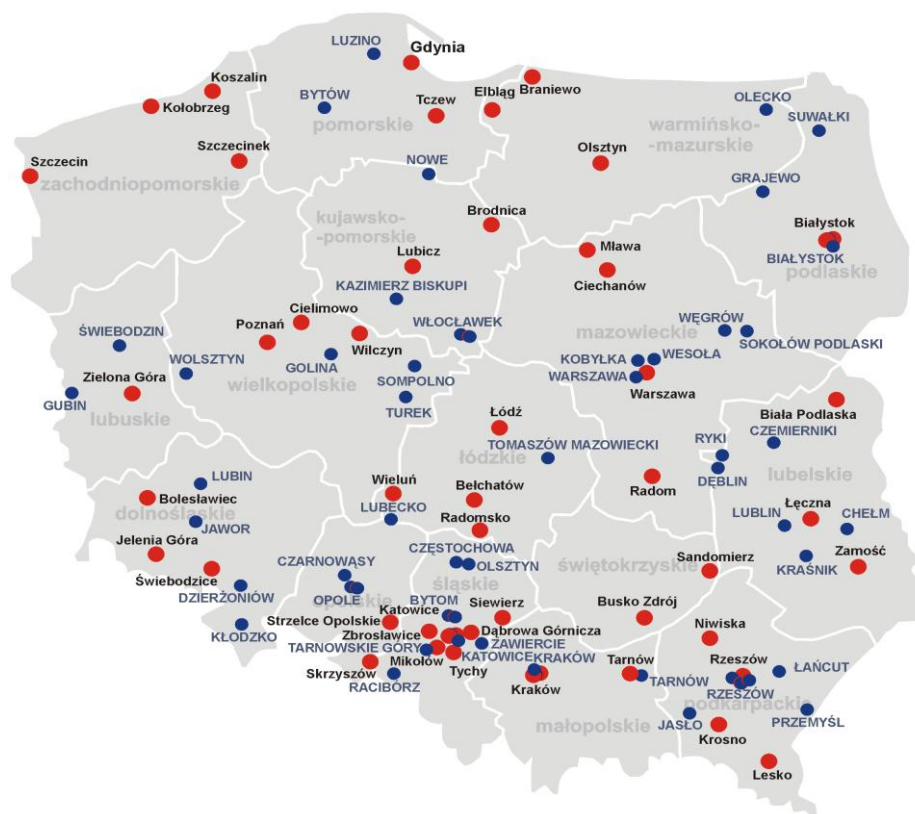 LUZINO
Gdynia
Koszalin
Kołobrzeg
BYTÓW
pomorskie
Tczew
Elbląg
Braniewo
OLECKO
SUWAŁKI
warmińsko-
-mazurskie
Szczecin
Szczecinek
zachodniopomorskie
NOWE
Olsztyn
GRAJEWO
kujawsko-
-pomorskie
Brodnica
Białystok
BIAŁYSTOK
podlaskie
Lubicz
Mława
Ciechanów
KAZIMIERZ BISKUPI
Cielimowo
Poznań
WŁOCŁAWEK
Wilczyn
mazowieckie
WĘGRÓW
SOKOŁÓW PODLASKI
ŚWIEBODZIN
WOLSZTYN
GOLINA
wielkopolskie
SOMPOLNO
TUREK
KOBYŁKA
WESOŁA
WARSZAWA
Warszawa
Zielona Góra
GUBIN
lubuskie
Biała Podlaska
CZEMIERNIKI
Łódź
TOMASZÓW MAZOWIECKI
łódzkie
RYKI
DĘBLIN
lubelskie
LUBIN
Bolesławiec
dolnośląskie
JAWOR
Wieluń
LUBECKO
Bełchatów
Radomsko
Radom
Łęczna
LUBLIN
CHEŁM
Jelenia Góra
Świebodzice
DZIERŻONIÓW
KŁODZKO
CZARNOWĄSY
OPOLE
opolskie
CZĘSTOCHOWA
OLSZTYN
śląskie
świętokrzyskie
Sandomierz
KRAŚNIK
Zamość
BYTOM
Siewierz
Katowice
Strzelce Opolskie
Zbrosławice
Dąbrowa Górnicza
TARNOWSKIE GÓRY
ZAWIERCIE
Mikołów
KATOWICE
KRAKÓW
Tychy
Skrzyszów
RACIBÓRZ
Kraków
Busko Zdrój
Niwiska
Tarnów
TARNÓW
Rzeszów
RZESZÓW
ŁAŃCUT
podkarpackie
małopolskie
JASŁO
Krosno
PRZEMYŚL
Lesko